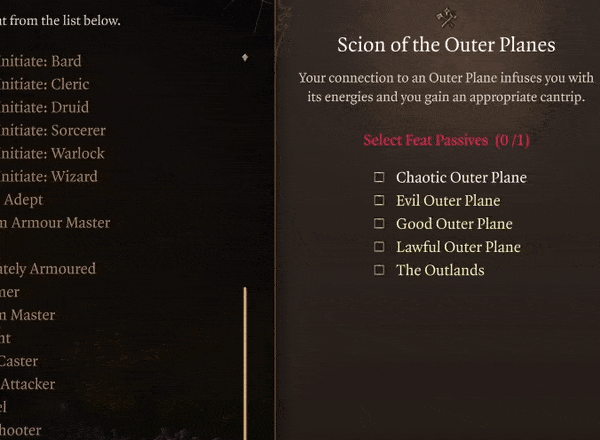 t from the list below.
nitiate: Bard
nitiate: Cleric
nitiate: Druid
nitiate: Sorcerer
nitiate: Warlock
nitiate: Wizard
Adept
m Armour Master
tely Armoured
mer
m Master
nt
Caster
Attacker
el
hooter
Scion of the Outer Planes
Your connection to an Outer Plane infuses you with
its energies and you gain an appropriate cantrip.
Select Feat Passives (0 /1)
Chaotic Outer Plane
Evil Outer Plane
Good Outer Plane
Lawful Outer Plane
The Outlands